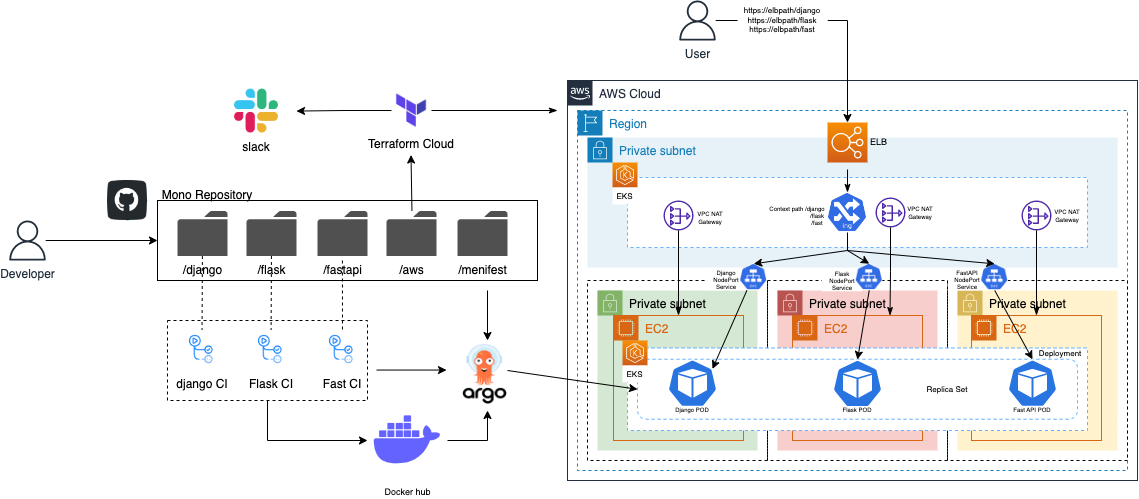 https://elbpath/django
https://elbpath/flask
https://elbpath/fast
User
aws
AWS Cloud
Region
ELB
Private subnet
EKS
VPC NAT
Gateway
Context path /django
/flask
/fast
ing
VPC NAT
Gateway
VPC NAT
Gateway
slack
Terraform Cloud
Mono Repository
/django
/flask
/fastapi
/aws
/menifest
Developer
Django
NodePort
Service
svc
Flask
NodePort
Service
svc
FastAPI
NodePort
Service
svc
Private subnet
Private subnet
Private subnet
EC2
EC2
EC2
EKS
Deployment
Replica Set
Django POD
Flask POD
Fast API POD
django CI
Flask CI
Fast CI
argo
Docker hub